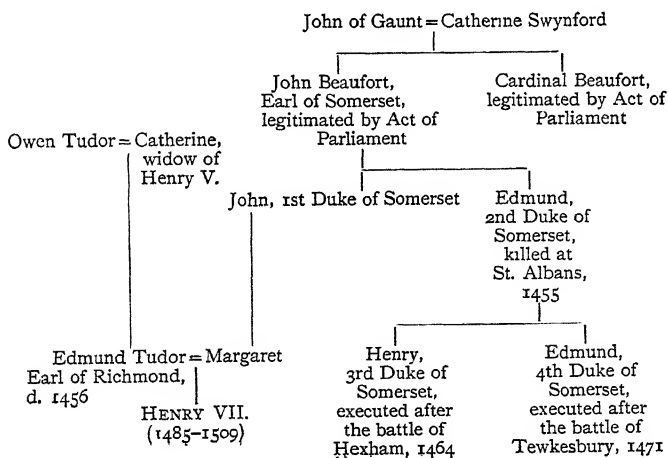 John of Gaunt = Catherine Swynford
John Beaufort,
Earl of Somerset,
legitimated by Act of
Parliament
Cardinal Beaufort,
legitimated by Act of
Parliament
Owen Tudor = Catherine,
widow of
Henry V.
John, 1st Duke of Somerset
Edmund,
2nd Duke of
Somerset,
killed at
St. Albans,
1455
Edmund Tudor = Margaret
Earl of Richmond,
d. 1456
HENRY VII.
(1485–1509)
Henry,
3rd Duke of
Somerset,
executed after
the battle of
Hexham, 1464
Edmund,
4th Duke of
Somerset,
executed after
the battle of
Tewkesbury, 1471